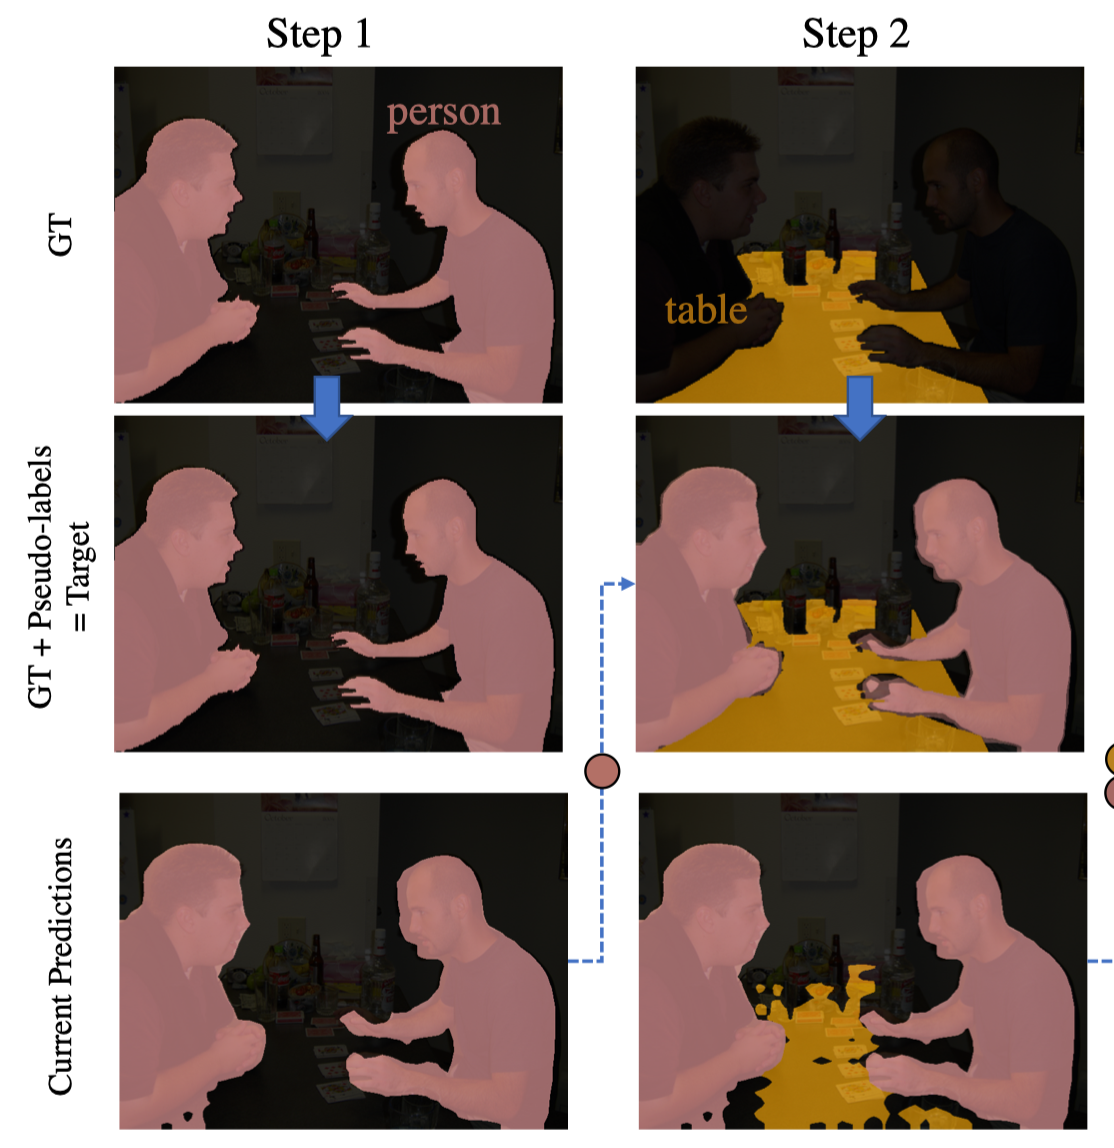 Step 1
Step 2
GT
person
table
GT + Pseudo-labels
= Target
Current Predictions